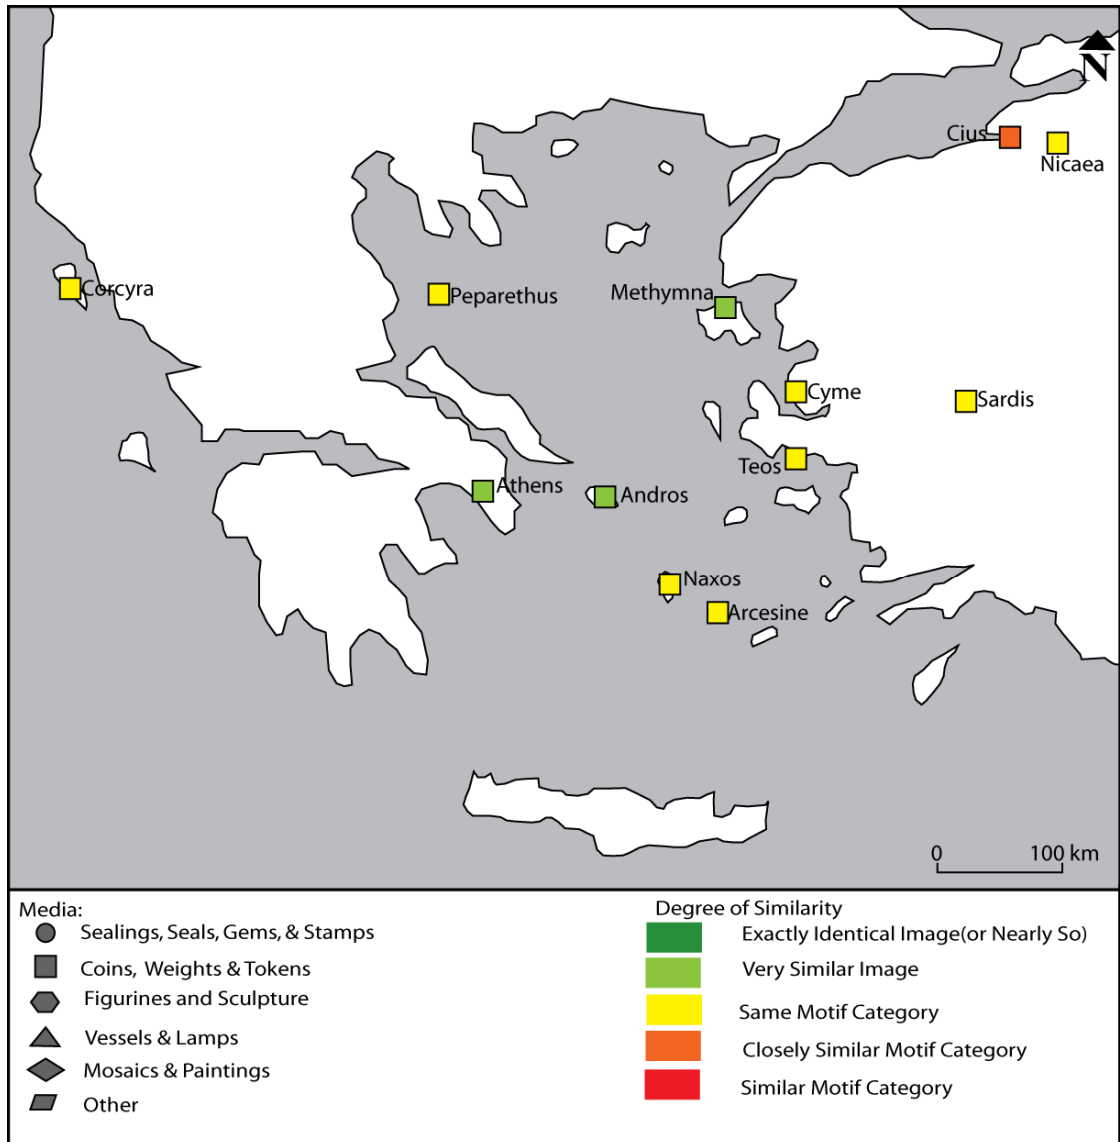 N
Cius
Nicaea
Corcyra
Peparethus
Methymna
Cyme
Sardis
Teos
Athens
Andros
Naxos
Arcesine
0 100 km
Media:
Sealings, Seals, Gems, & Stamps
Coins, Weights & Tokens
Figurines and Sculpture
Vessels & Lamps
Mosaics & Paintings
Other
Degree of Similarity
Exactly Identical Image(or Nearly So)
Very Similar Image
Same Motif Category
Closely Similar Motif Category
Similar Motif Category